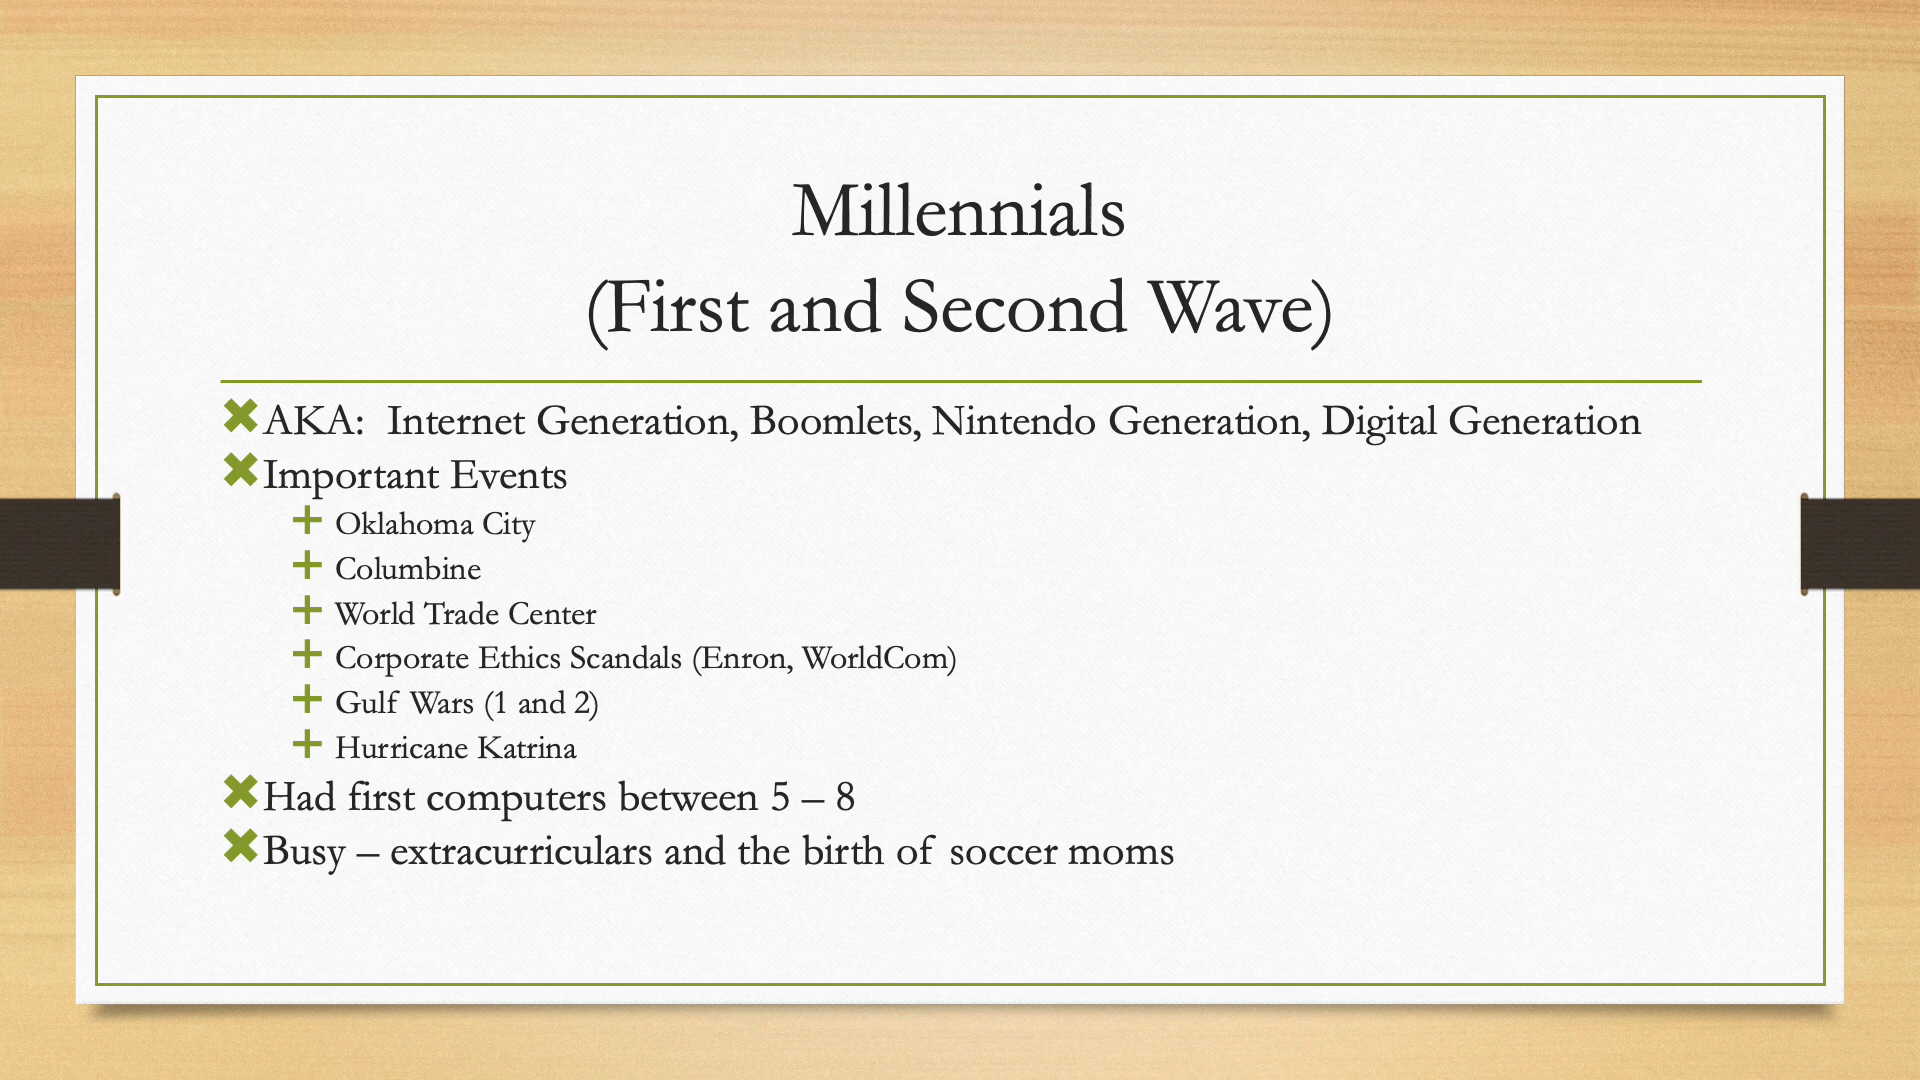 Millennials
(First and Second Wave)
✖AKA:  Internet Generation, Boomlets, Nintendo Generation, Digital Generation
✖Important Events
+ Oklahoma City
+ Columbine
+ World Trade Center
+ Corporate Ethics Scandals (Enron, WorldCom)
+ Gulf Wars (1 and 2)
+ Hurricane Katrina
✖Had first computers between 5 – 8
✖Busy – extracurriculars and the birth of soccer moms